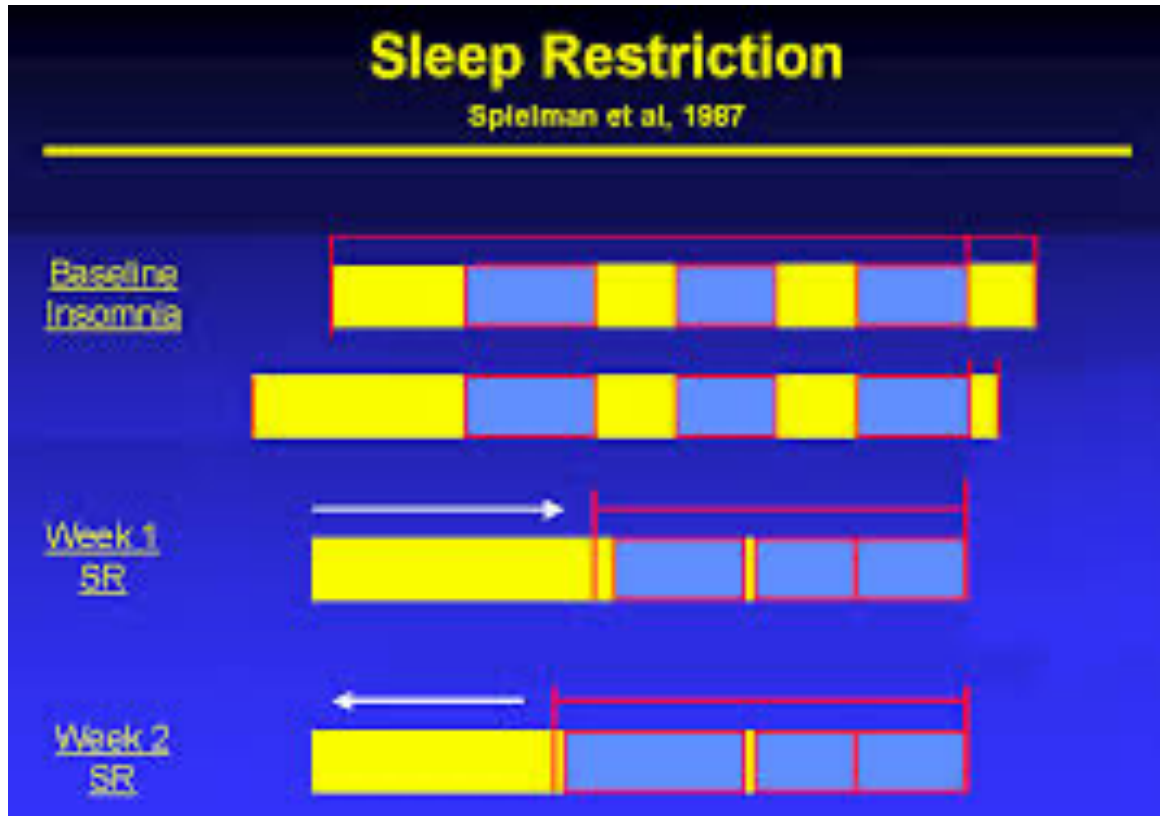 Sleep Restriction
Spielman et al, 1987
Baseline
Insomnia
Week 1
SR
Week 2
SR